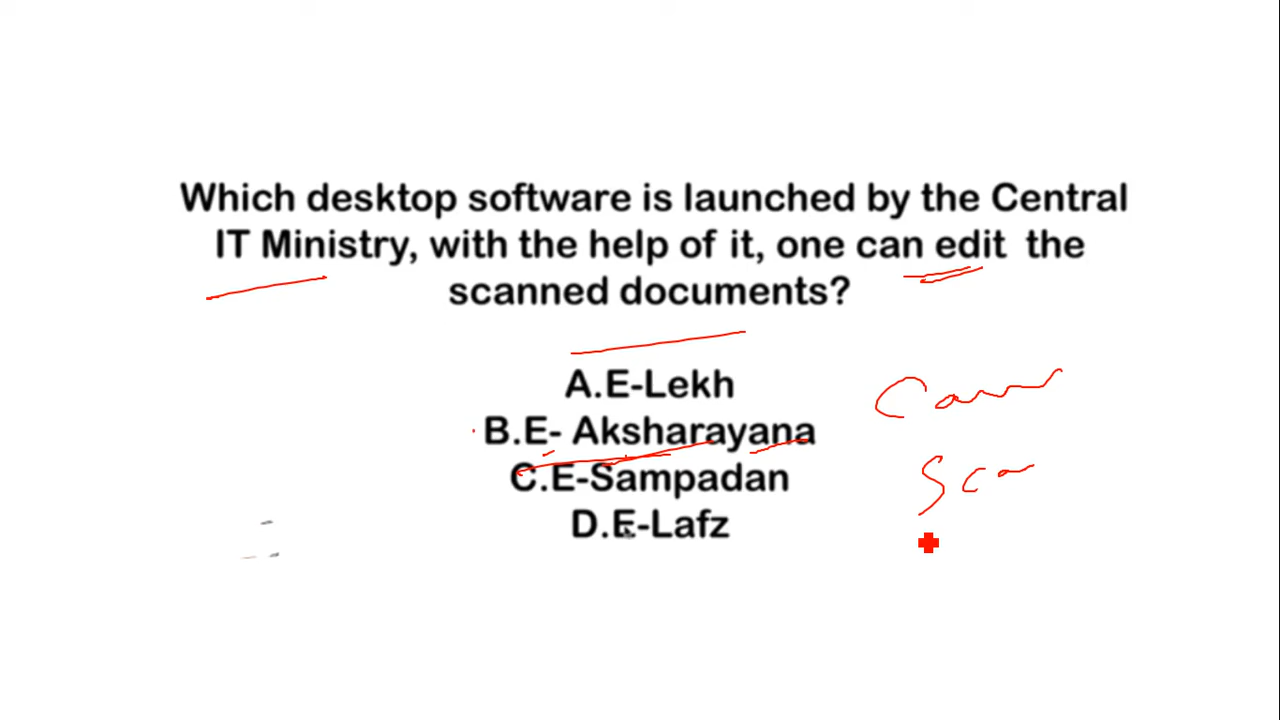 Which desktop software is launched by the Central
IT Ministry, with the help of it, one can edit the
scanned documents?
A.E-Lekh
B.E- Aksharayana
C.E-Sampadan
D.E-Lafz